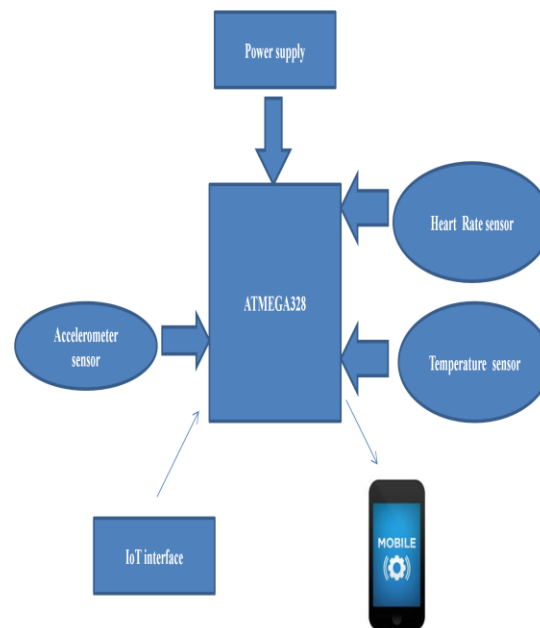 Power supply
Heart Rate sensor
ATMEGA328
Accelerometer
sensor
Temperature sensor
IoT interface
MOBILE